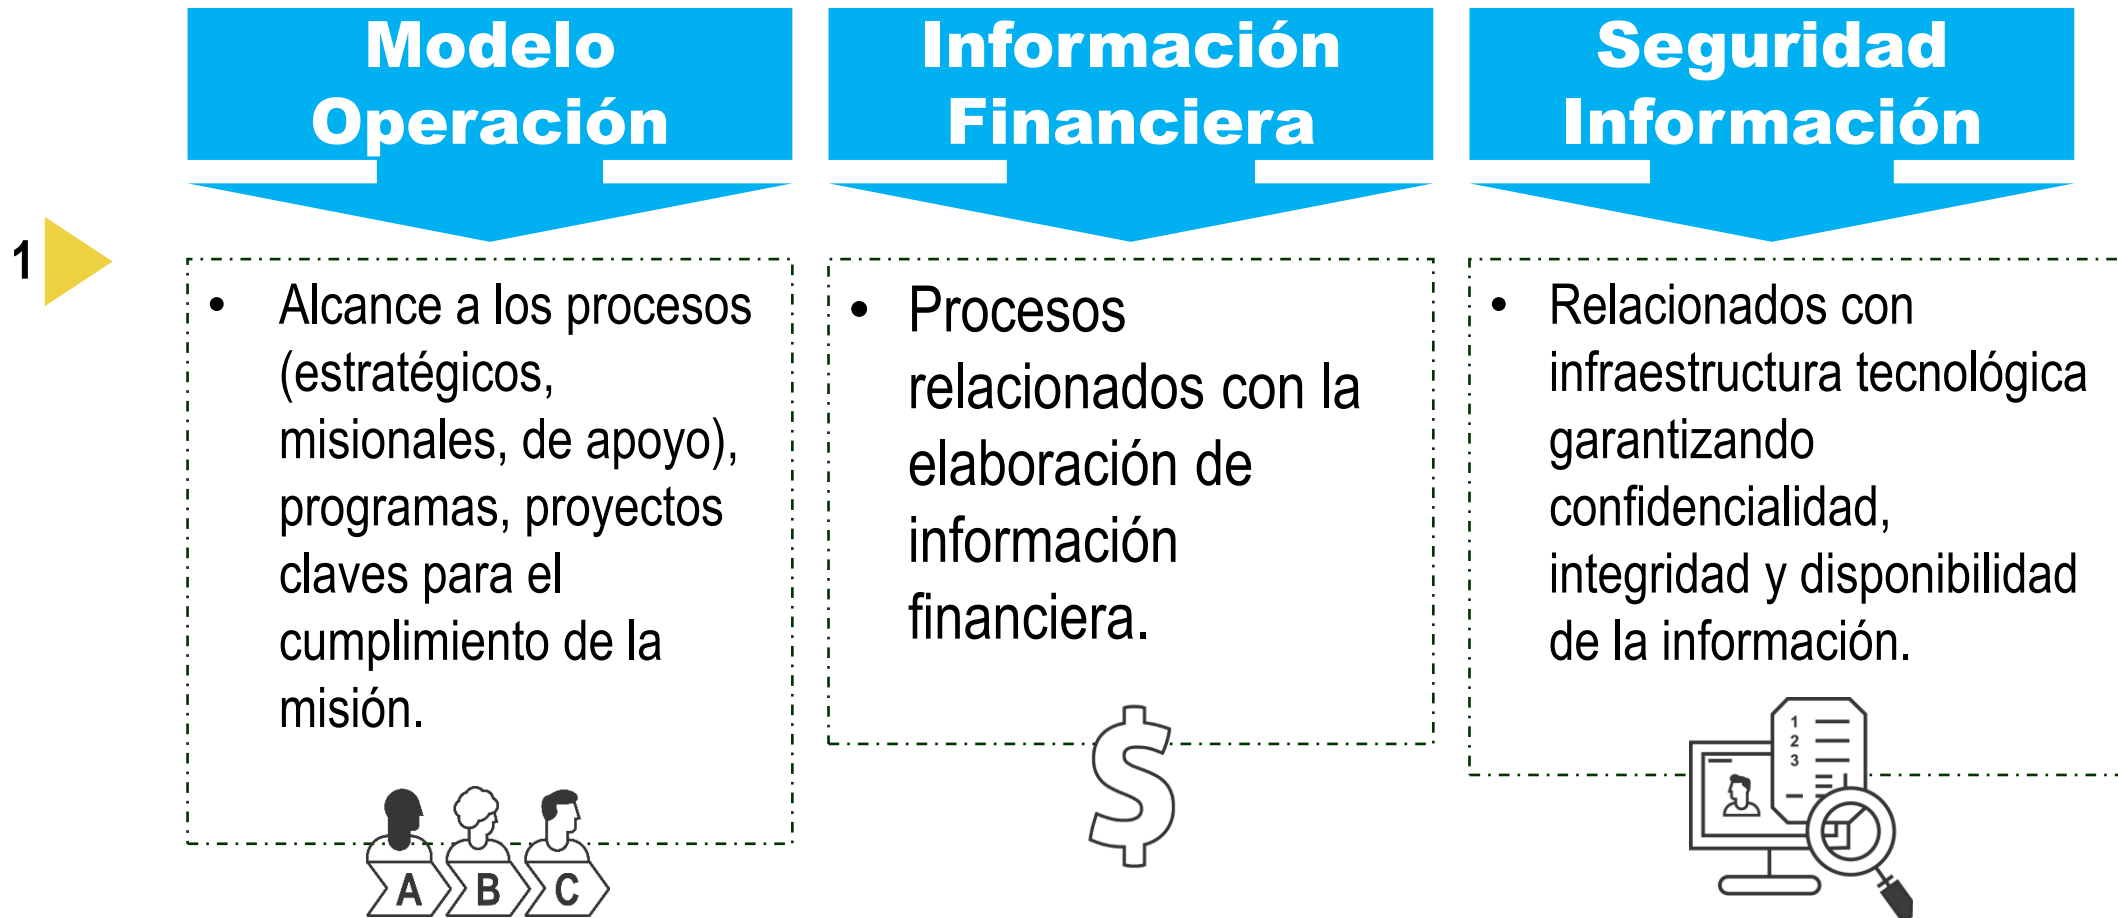 Modelo
Operación
Información
Financiera
Seguridad
Información
1
• Alcance a los procesos
(estratégicos,
misionales, de apoyo),
programas, proyectos
claves para el
cumplimiento de la
misión.
• Procesos
relacionados con la
elaboración de
información
financiera.
• Relacionados con
infraestructura tecnológica
garantizando
confidencialidad,
integridad y disponibilidad
de la información.
A B C
$
1
2
3